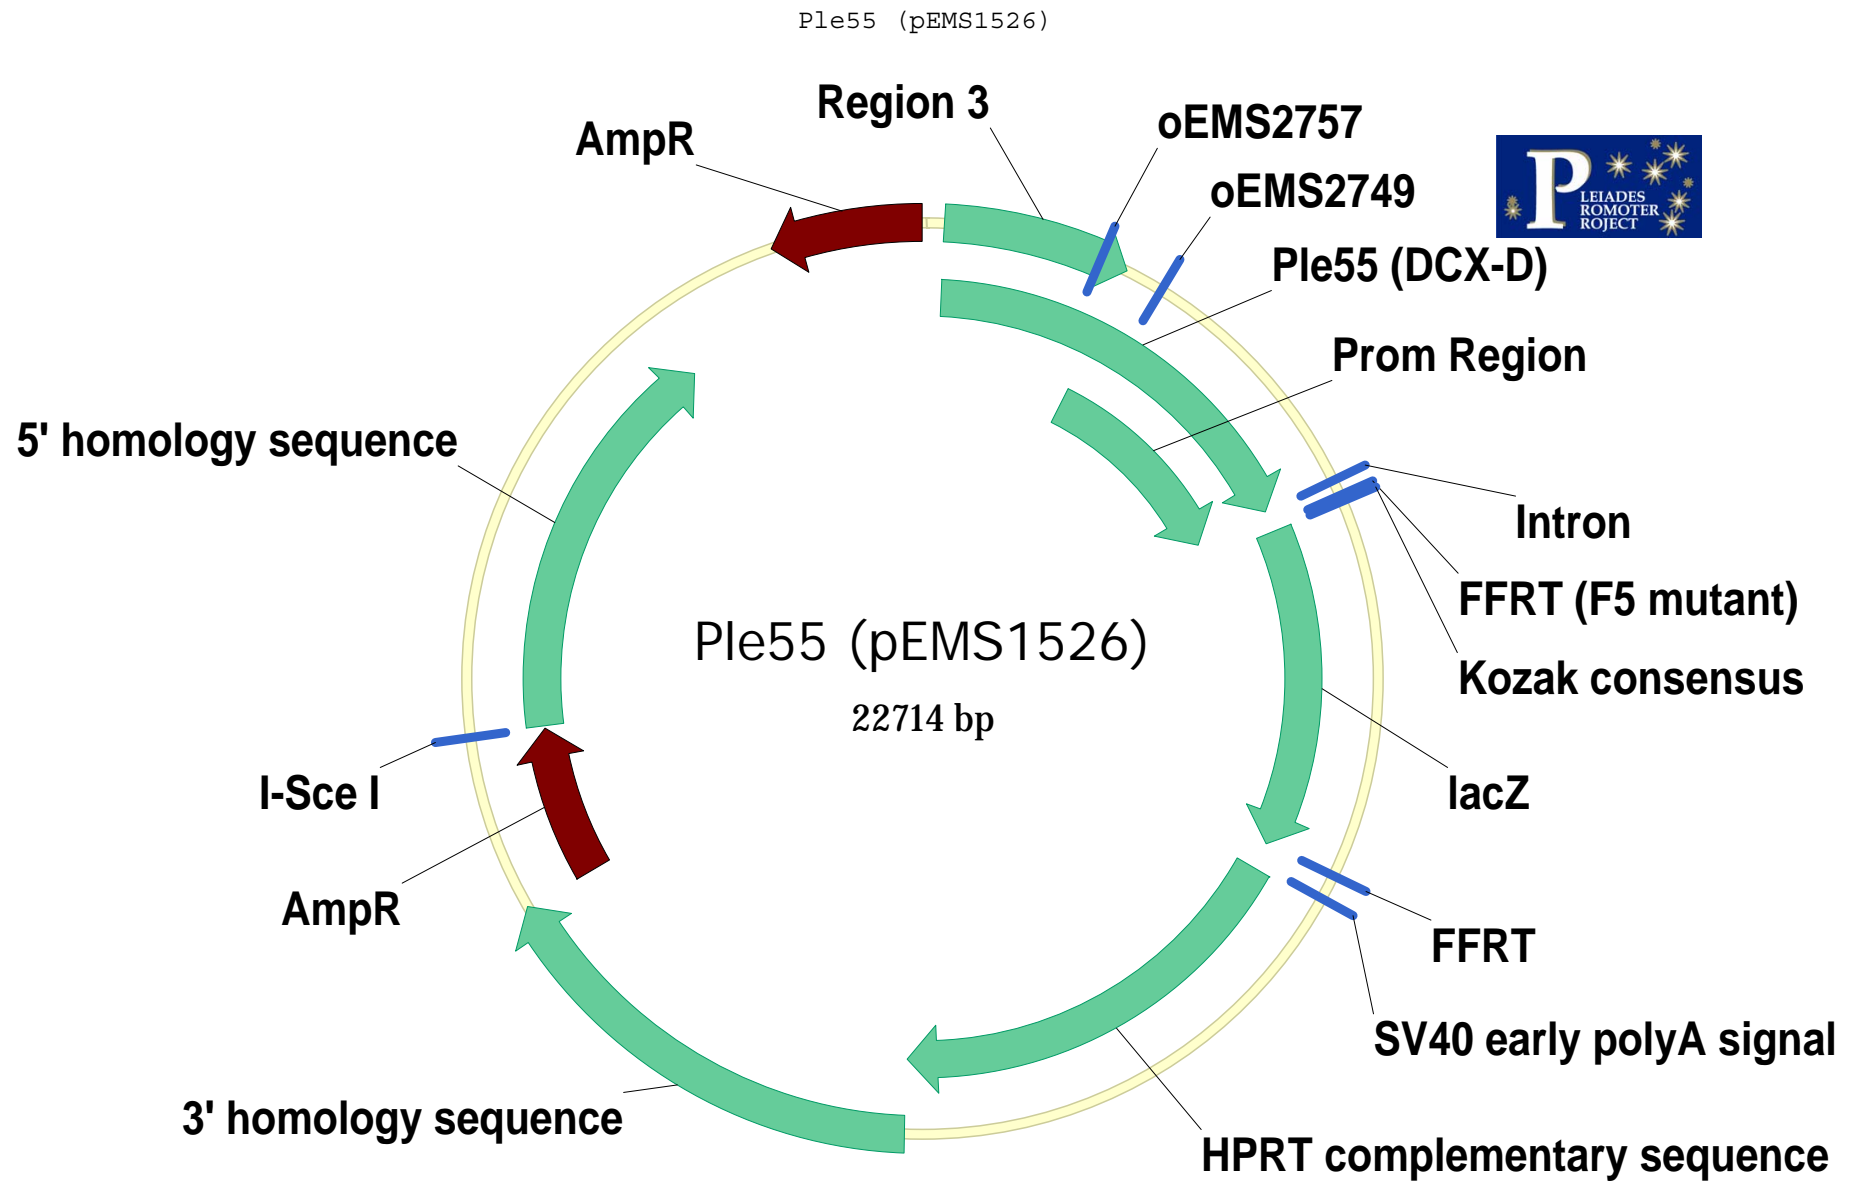 Ple55 (pEMS1526)
Region 3
oEMS2757
AmpR
oEMS2749
PLEIADES
PROMOTER
PROJECT
Ple55 (DCX-D)
Prom Region
5' homology sequence
Intron
FFRT (F5 mutant)
Ple55 (pEMS1526)
Kozak consensus
22714 bp
I-Sce I
lacZ
AmpR
FFRT
SV40 early polyA signal
3' homology sequence
HPRT complementary sequence